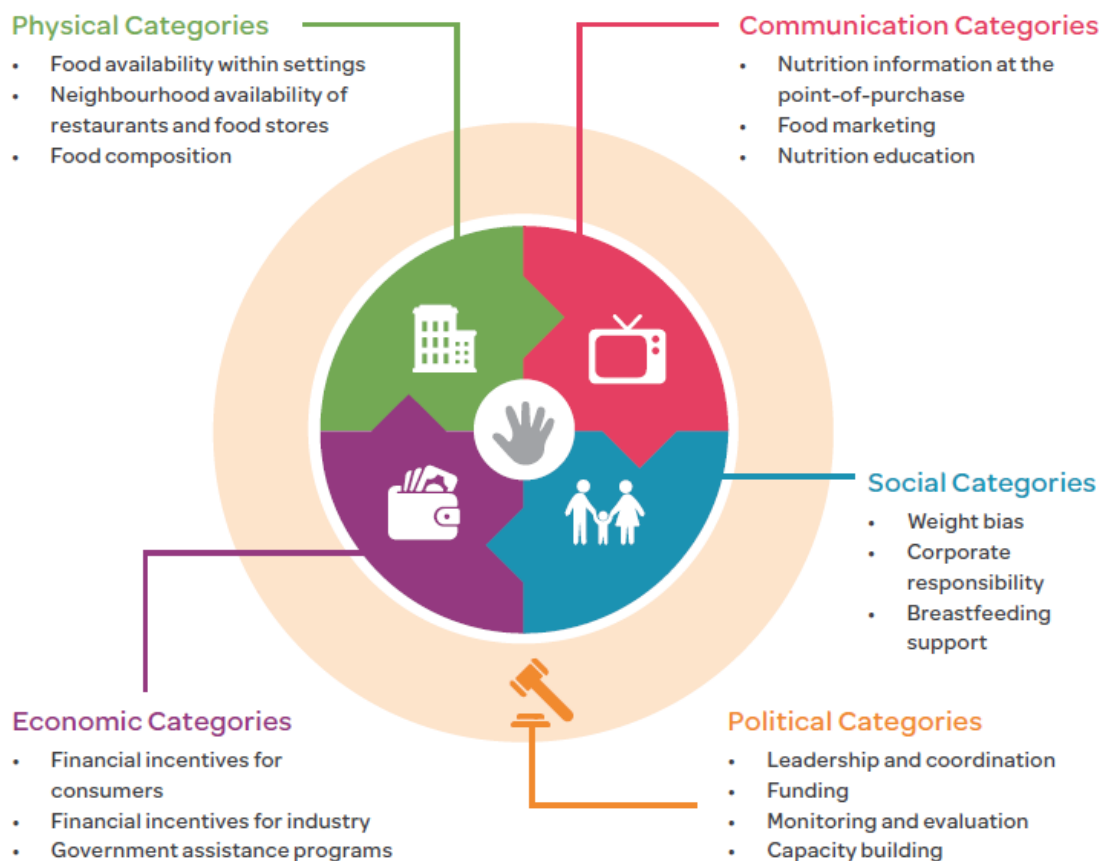 Physical Categories
• Food availability within settings
• Neighbourhood availability of
restaurants and food stores
• Food composition
Communication Categories
• Nutrition information at the
point-of-purchase
• Food marketing
• Nutrition education
Social Categories
• Weight bias
• Corporate
responsibility
• Breastfeeding
support
Economic Categories
• Financial incentives for
consumers
• Financial incentives for industry
• Government assistance programs
Political Categories
• Leadership and coordination
• Funding
• Monitoring and evaluation
• Capacity building